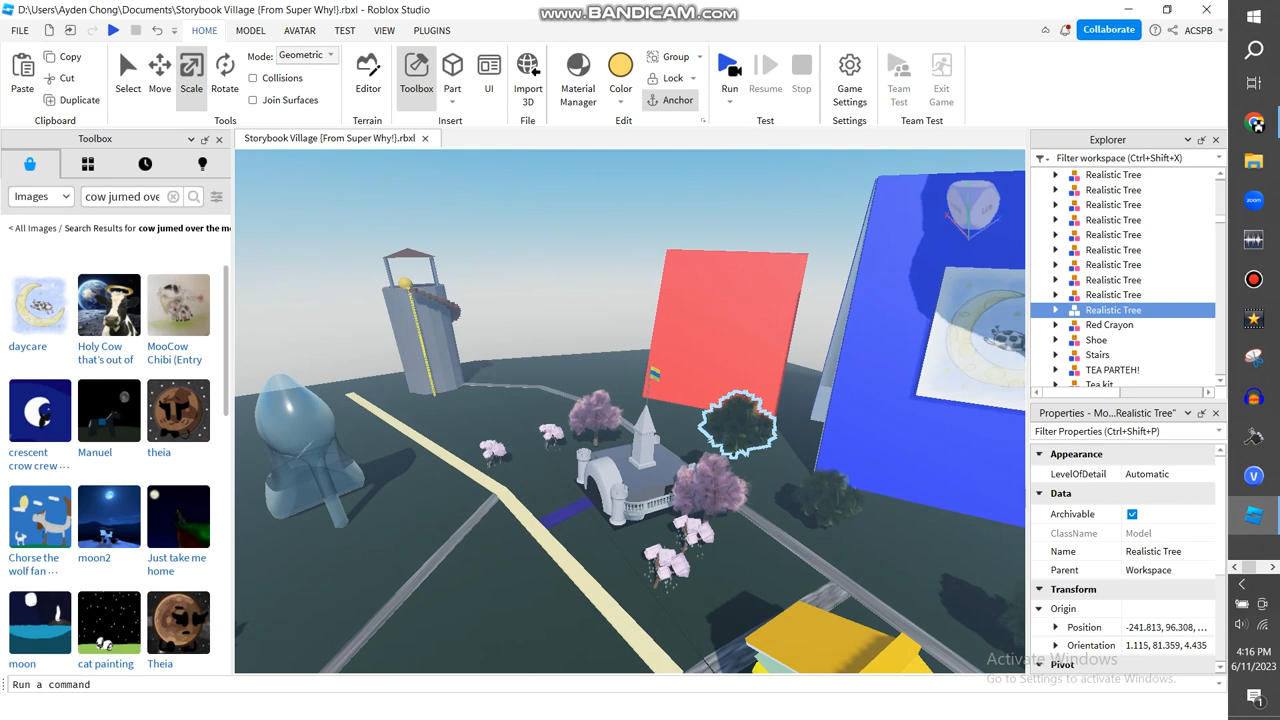 D:\Users\Ayden Chong\Documents\Storybook Village {From Super Why!}.rbxl - Roblox Studio
www.BANDICAM.com
FILE HOME MODEL AVATAR TEST VIEW PLUGINS Collaborate ACSPB
Paste Copy Cut Duplicate Select Move Scale Rotate Mode: Geometric Collisions Join Surfaces Editor Toolbox Part UI Import 3D Material Manager Color Group Lock Anchor Run Resume Stop Game Settings Team Test Exit Game
Clipboard Tools Terrain Insert File Edit Test Settings Team Test
Toolbox
Storybook Village {From Super Why!}.rbxl
Images
cow jumed ove
< All Images / Search Results for cow jumed over the m
daycare
Holy Cow that's out of
MooCow Chibi (Entry
crescent crow crew ...
Manuel
theia
Chorse the wolf fan ...
moon2
Just take me home
moon
cat painting
Theia
Explorer
Filter workspace (Ctrl+Shift+X)
Realistic Tree
Realistic Tree
Realistic Tree
Realistic Tree
Realistic Tree
Realistic Tree
Realistic Tree
Realistic Tree
Realistic Tree
Realistic Tree
Red Crayon
Shoe
Stairs
TEA PARTEH!
Tea kit
Properties - Mo...Realistic Tree"
Filter Properties (Ctrl+Shift+P)
Appearance
LevelOfDetail Automatic
Data
Archivable
ClassName Model
Name Realistic Tree
Parent Workspace
Transform
Origin
Position -241.813, 96.308, ...
Orientation 1.115, 81.359, 4.435
Pivot
Activate Windows
Go to Settings to activate Windows.
Run a command
zoom
4:16 PM
6/11/2023